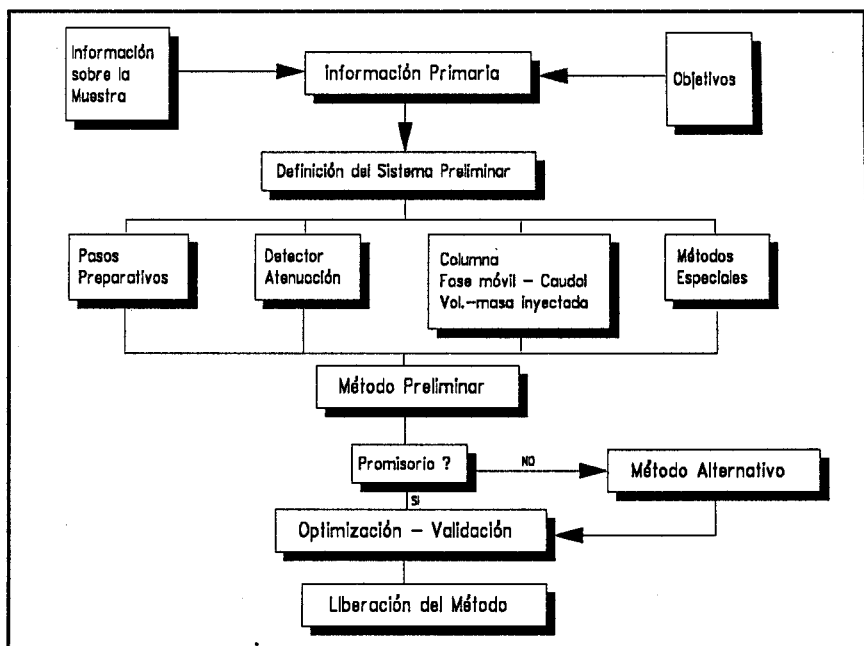 Información
sobre la
Muestra
Información Primaria
Objetivos
Definición del Sistema Preliminar
Pasos
Preparativos
Detector
Atenuación
Columna
Fase móvil – Caudal
Vol.–masa inyectada
Métodos
Especiales
Método Preliminar
Promisorio ?
NO
Método Alternativo
SI
Optimización – Validación
Liberación del Método